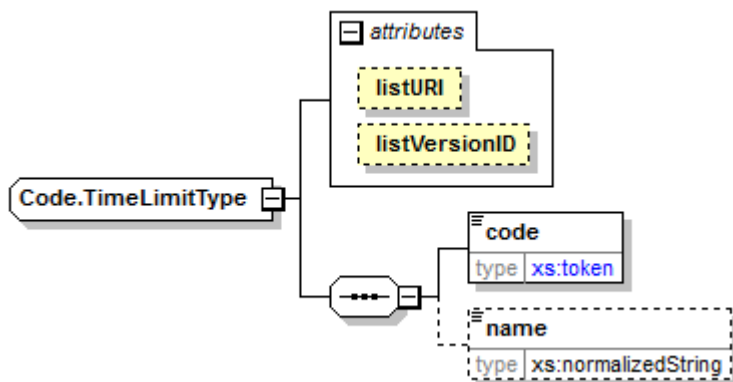 attributes
listURI
listVersionID
Code.TimeLimitType
code
type xs:token
name
type xs:normalizedString